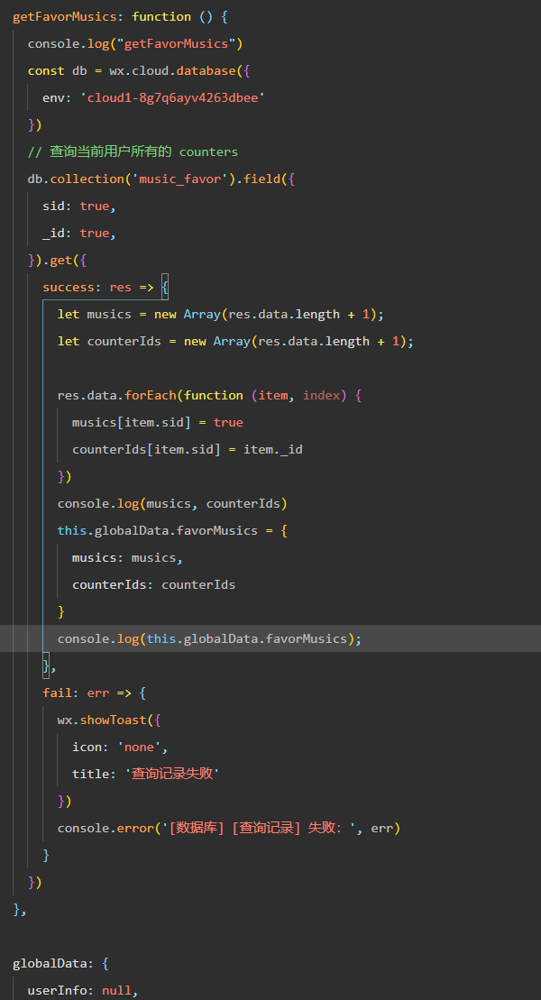 getFavorMusics: function () {
console.log("getFavorMusics")
const db = wx.cloud.database({
env: 'cloud1-8g7q6ayv4263dbee'
})
// 查询当前用户所有的 counters
db.collection('music_favor').field({
sid: true,
_id: true,
}).get({
success: res => {
let musics = new Array(res.data.length + 1);
let counterIds = new Array(res.data.length + 1);
res.data.forEach(function (item, index) {
musics[item.sid] = true
counterIds[item.sid] = item._id
})
console.log(musics, counterIds)
this.globalData.favorMusics = {
musics: musics,
counterIds: counterIds
}
console.log(this.globalData.favorMusics);
},
fail: err => {
wx.showToast({
icon: 'none',
title: '查询记录失败'
})
console.error('[数据库] [查询记录] 失败：', err)
}
})
},
globalData: {
userInfo: null,